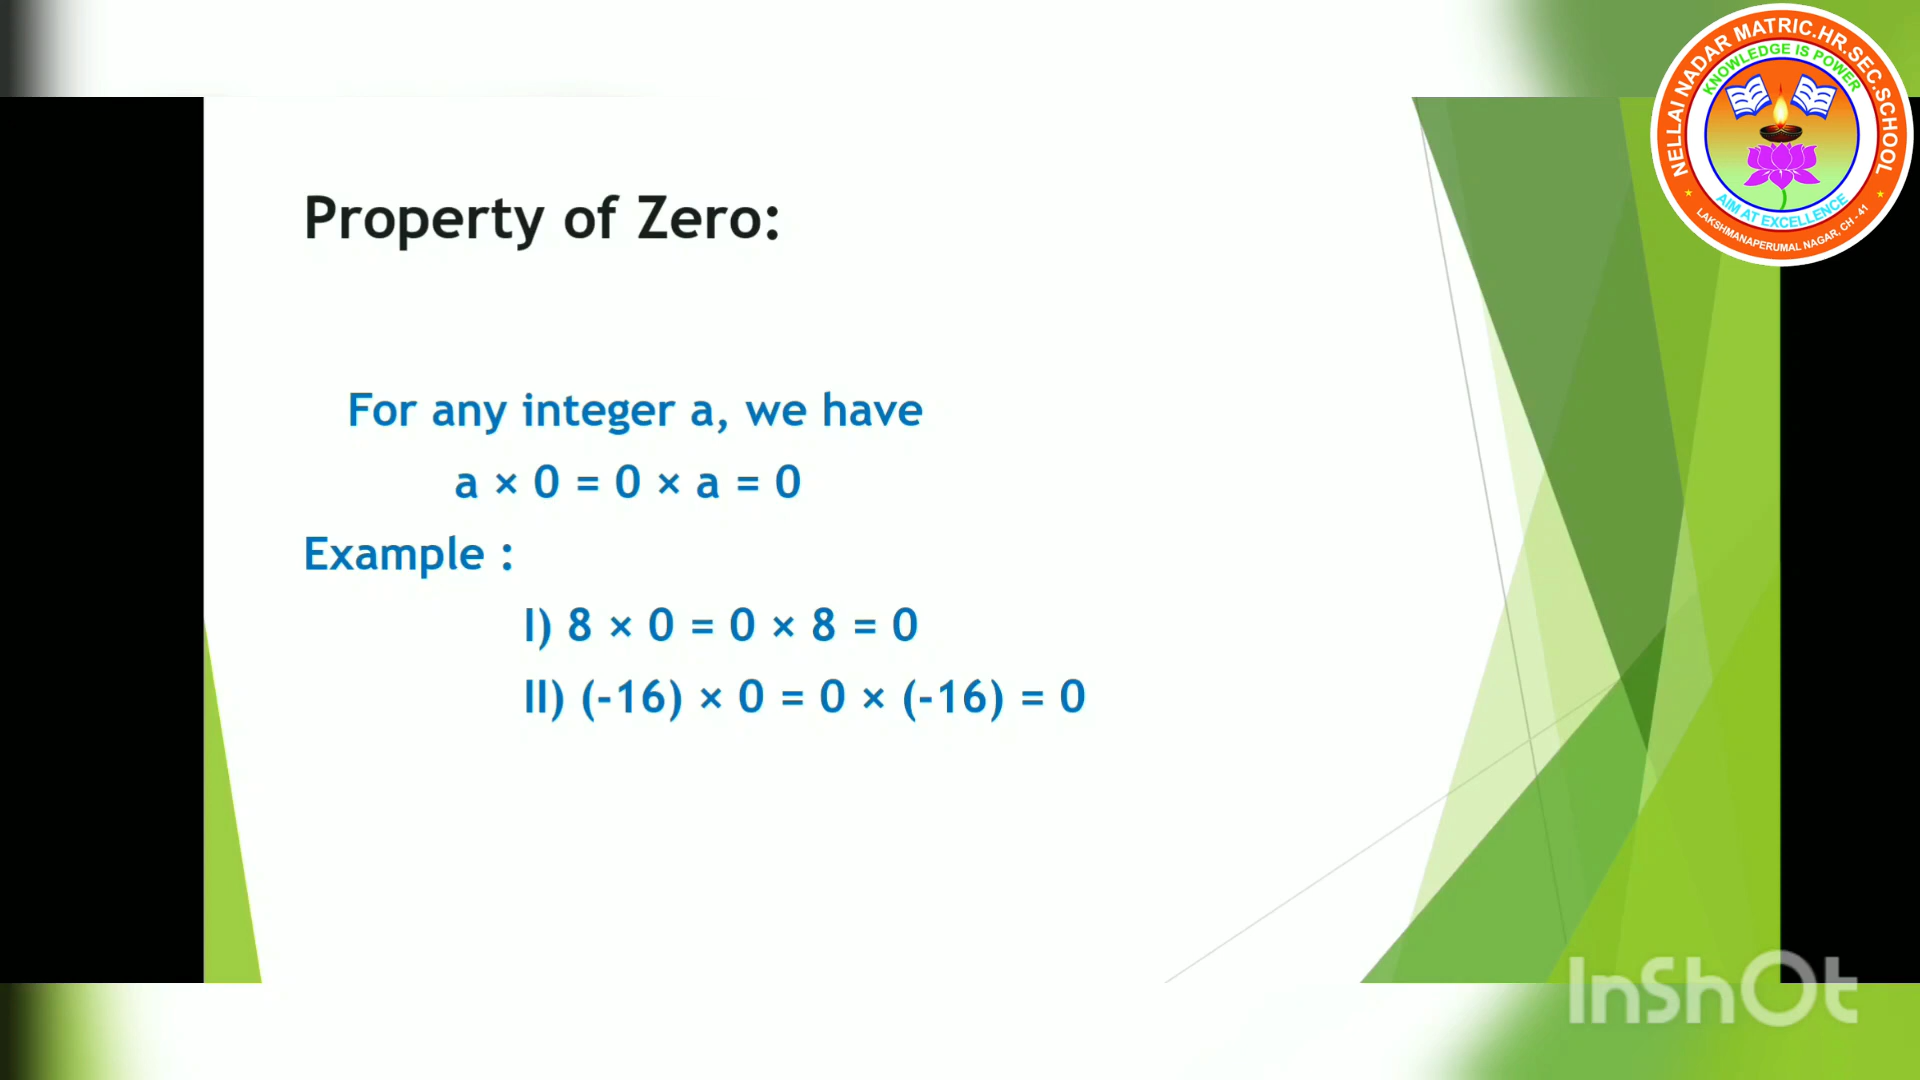 NELLAI NADAR MATRIC.HR.SEC.SCHOOL
KNOWLEDGE IS POWER
AIM AT EXCELLENCE
LAKSHMANAPERUMAL NAGAR, CH - 41
Property of Zero:
For any integer a, we have
a × 0 = 0 × a = 0
Example :
I) 8 × 0 = 0 × 8 = 0
II) (-16) × 0 = 0 × (-16) = 0
InShOt